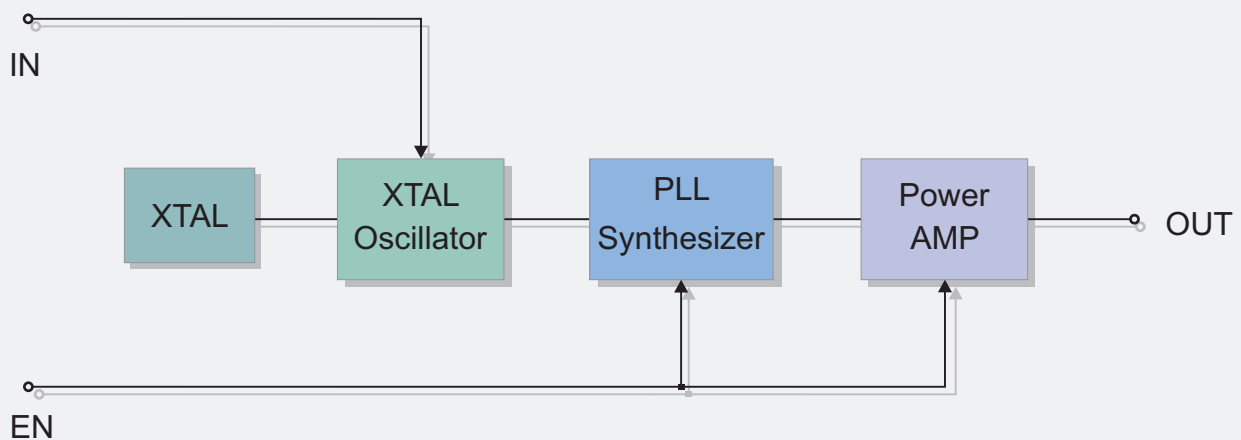 IN
XTAL
XTAL
Oscillator
PLL
Synthesizer
Power
AMP
OUT
EN